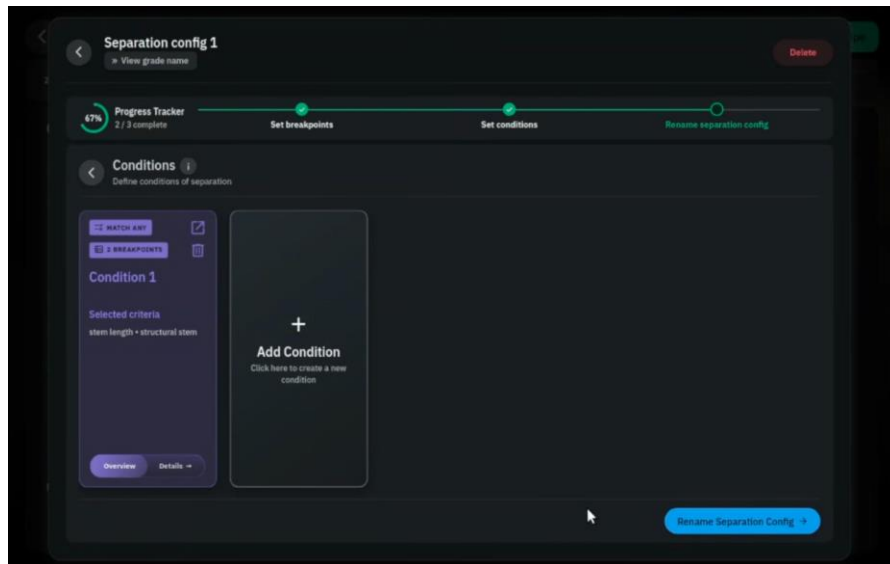 Separation config 1
» View grade name
Delete
67%
Progress Tracker
2 / 3 complete
Set breakpoints
Set conditions
Rename separation config
Conditions i
Define conditions of separation
MATCH ANY
2 BREAKPOINTS
Condition 1
Selected criteria
stem length • structural stem
Overview
Details →
+
Add Condition
Click here to create a new
condition
Rename Separation Config →